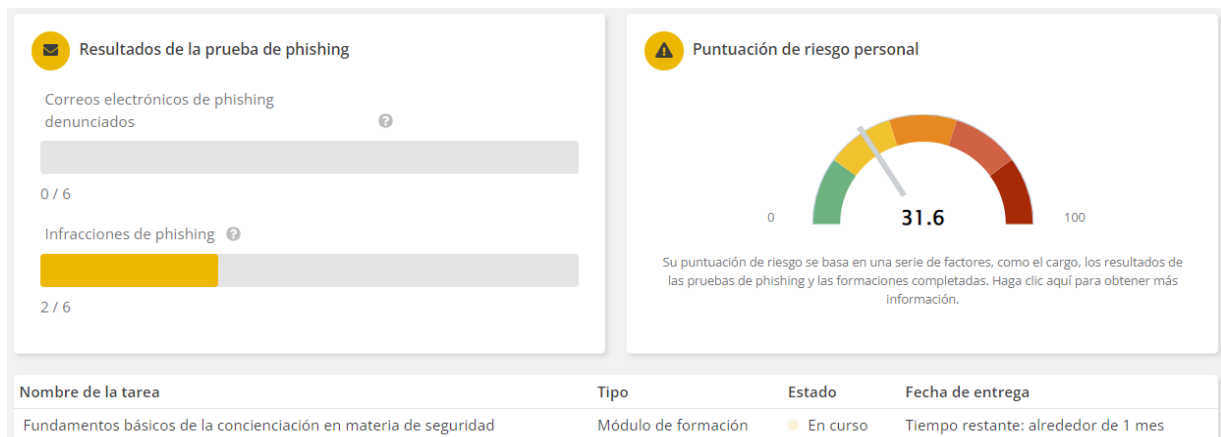 Resultados de la prueba de phishing
Correos electrónicos de phishing
denunciados
0 / 6
Infracciones de phishing
2 / 6
Puntuación de riesgo personal
0
31.6
100
Su puntuación de riesgo se basa en una serie de factores, como el cargo, los resultados de
las pruebas de phishing y las formaciones completadas. Haga clic aquí para obtener más
información.
Nombre de la tarea Tipo Estado Fecha de entrega
Fundamentos básicos de la concienciación en materia de seguridad Módulo de formación En curso Tiempo restante: alrededor de 1 mes